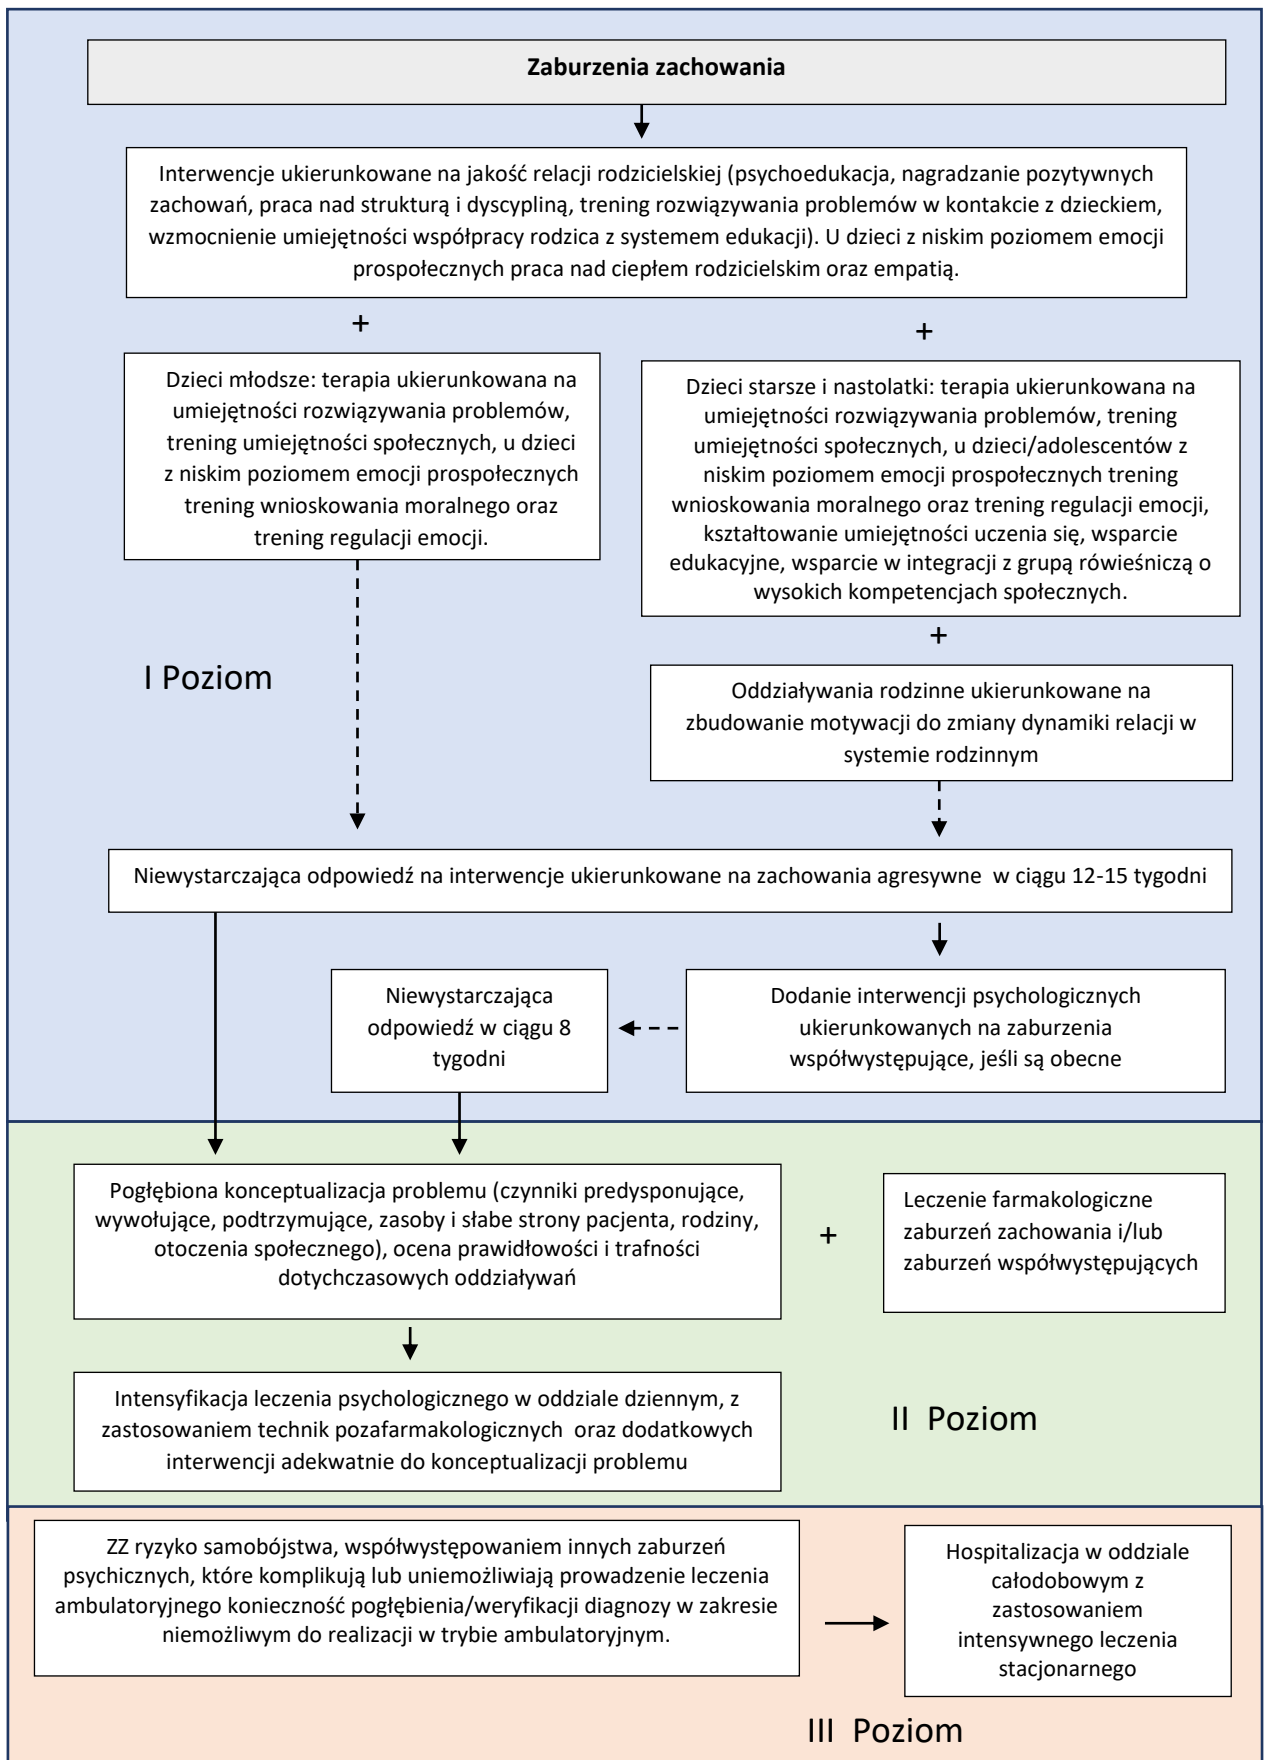 Zaburzenia zachowania
Interwencje ukierunkowane na jakość relacji rodzicielskiej (psychoedukacja, nagradzanie pozytywnych
zachowań, praca nad strukturą i dyscypliną, trening rozwiązywania problemów w kontakcie z dzieckiem,
wzmocnienie umiejętności współpracy rodzica z systemem edukacji). U dzieci z niskim poziomem emocji
prospołecznych praca nad ciepłem rodzicielskim oraz empatią.
+
+
Dzieci młodsze: terapia ukierunkowana na
umiejętności rozwiązywania problemów,
trening umiejętności społecznych, u dzieci
z niskim poziomem emocji prospołecznych
trening wnioskowania moralnego oraz
trening regulacji emocji.
Dzieci starsze i nastolatki: terapia ukierunkowana na
umiejętności rozwiązywania problemów, trening
umiejętności społecznych, u dzieci/adolescentów z
niskim poziomem emocji prospołecznych trening
wnioskowania moralnego oraz trening regulacji emocji,
kształtowanie umiejętności uczenia się, wsparcie
edukacyjne, wsparcie w integracji z grupą rówieśniczą o
wysokich kompetencjach społecznych.
+
I Poziom
Oddziaływania rodzinne ukierunkowane na
zbudowanie motywacji do zmiany dynamiki relacji w
systemie rodzinnym
Niewystarczająca odpowiedź na interwencje ukierunkowane na zachowania agresywne w ciągu 12-15 tygodni
Niewystarczająca
odpowiedź w ciągu 8
tygodni
Dodanie interwencji psychologicznych
ukierunkowanych na zaburzenia
współwystępujące, jeśli są obecne
Pogłębiona konceptualizacja problemu (czynniki predysponujące,
wywołujące, podtrzymujące, zasoby i słabe strony pacjenta, rodziny,
otoczenia społecznego), ocena prawidłowości i trafności
dotychczasowych oddziaływań
+
Leczenie farmakologiczne
zaburzeń zachowania i/lub
zaburzeń współwystępujących
Intensyfikacja leczenia psychologicznego w oddziale dziennym, z
zastosowaniem technik pozafarmakologicznych oraz dodatkowych
interwencji adekwatnie do konceptualizacji problemu
II Poziom
ZZ ryzyko samobójstwa, współwystępowaniem innych zaburzeń
psychicznych, które komplikują lub uniemożliwiają prowadzenie leczenia
ambulatoryjnego konieczność pogłębienia/weryfikacji diagnozy w zakresie
niemożliwym do realizacji w trybie ambulatoryjnym.
Hospitalizacja w oddziale
całodobowym z
zastosowaniem
intensywnego leczenia
stacjonarnego
III Poziom